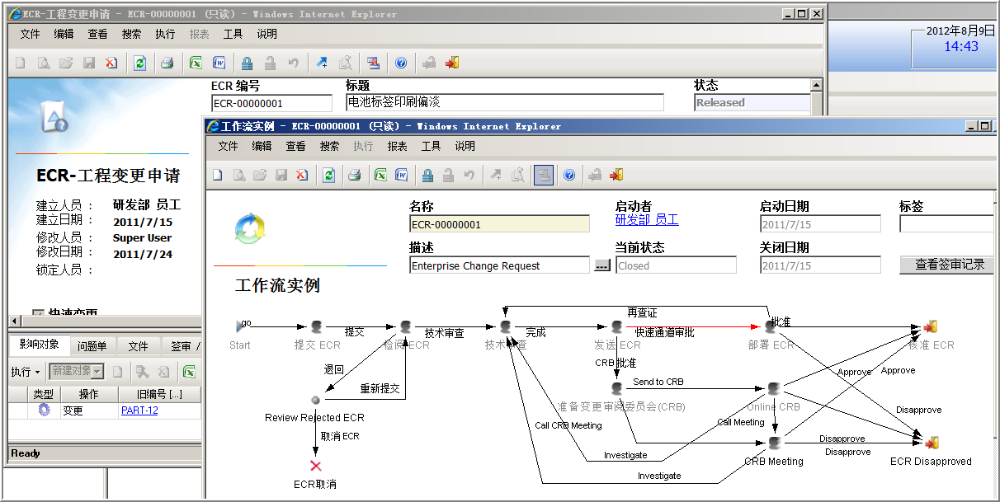 ECR-工程变更申请 - ECR-00000001 (只读) - Windows Internet Explorer
文件 编辑 查看 搜索 执行 报表 工具 说明
2012年8月9日
14:43
ECR 编号 标题 状态
ECR-00000001 电池标签印刷偏淡 Released
ECR-工程变更申请
建立人员 : 研发部 员工
建立日期 : 2011/7/15
修改人员 : Super User
修改日期 : 2011/7/24
锁定人员 :
快速变更
影响对象 问题单 文件 签审
执行 新建对象
类型 操作 旧编号 [...]
变更 PART-12
Ready
工作流实例 - ECR-00000001 (只读) - Windows Internet Explorer
文件 编辑 查看 搜索 执行 报表 工具 说明
名称 启动者 启动日期 标签
ECR-00000001 研发部 员工 2011/7/15
描述 当前状态 关闭日期
Enterprise Change Request ... Closed 2011/7/15 查看签审记录
工作流实例
再查证
go 提交 技术审查 完成 快速通道审批 批准
Start 提交 ECR 检阅 ECR 技术审查 发送 ECR 部署 ECR 核准 ECR
退回 CRB 批准
重新提交 Send to CRB Approve Approve
准备变更审阅委员会(CRB) Online CRB Disapprove
Review Rejected ECR Call CRB Meeting Call Meeting
取消 ECR Disapprove
Investigate Disapprove
CRB Meeting ECR Disapproved
Investigate
ECR取消